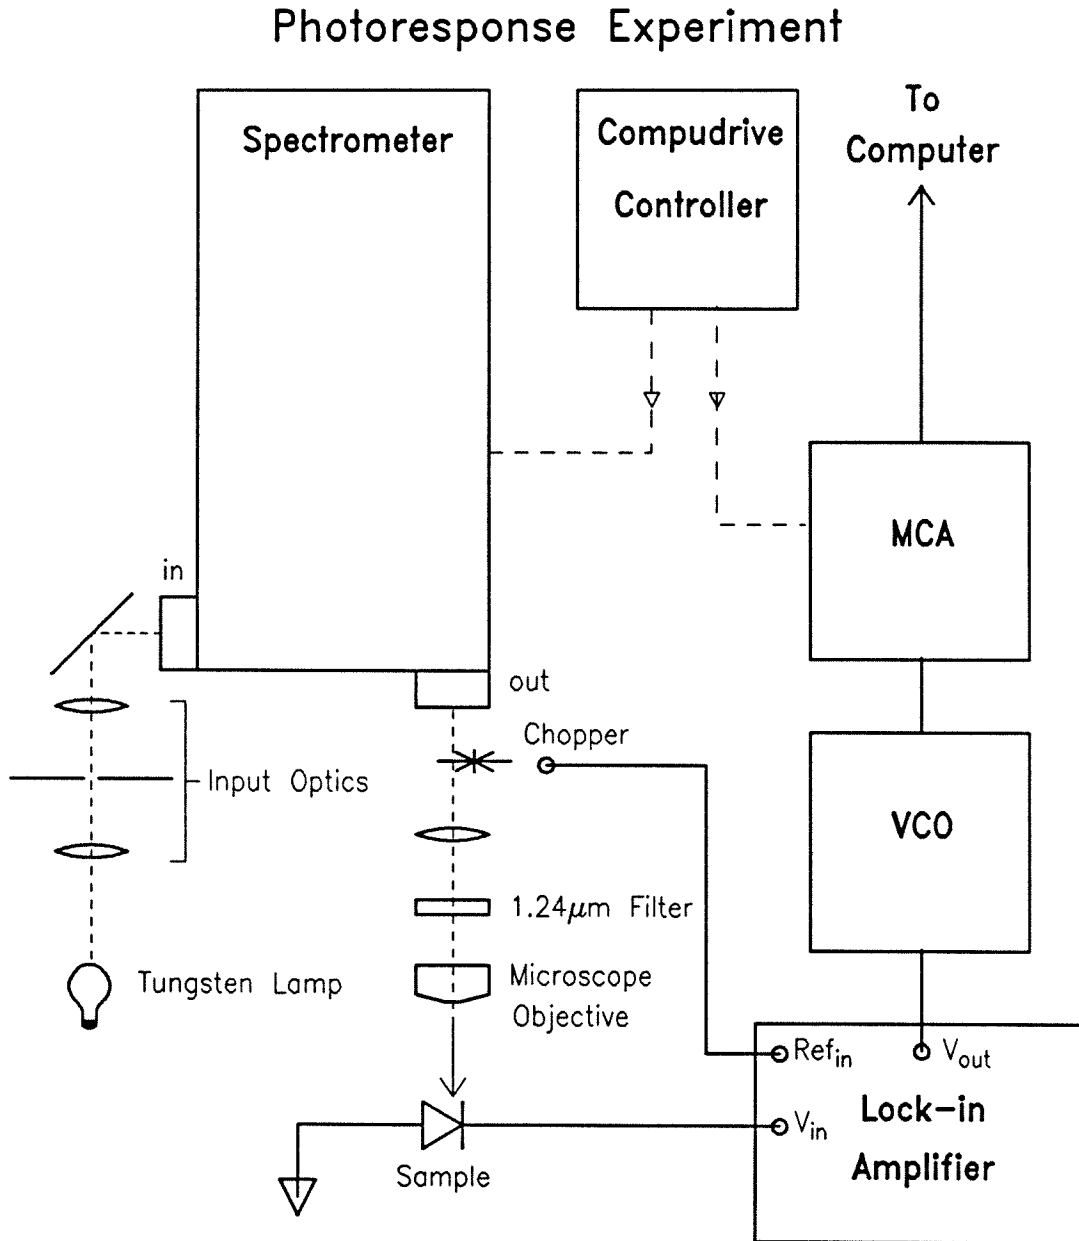 Photoresponse Experiment
Spectrometer
Compudrive
Controller
To
Computer
MCA
in
out
Chopper
Input Optics
VCO
1.24μm Filter
Tungsten Lamp
Microscope
Objective
Ref_in
V_out
Lock-in
Amplifier
V_in
Sample